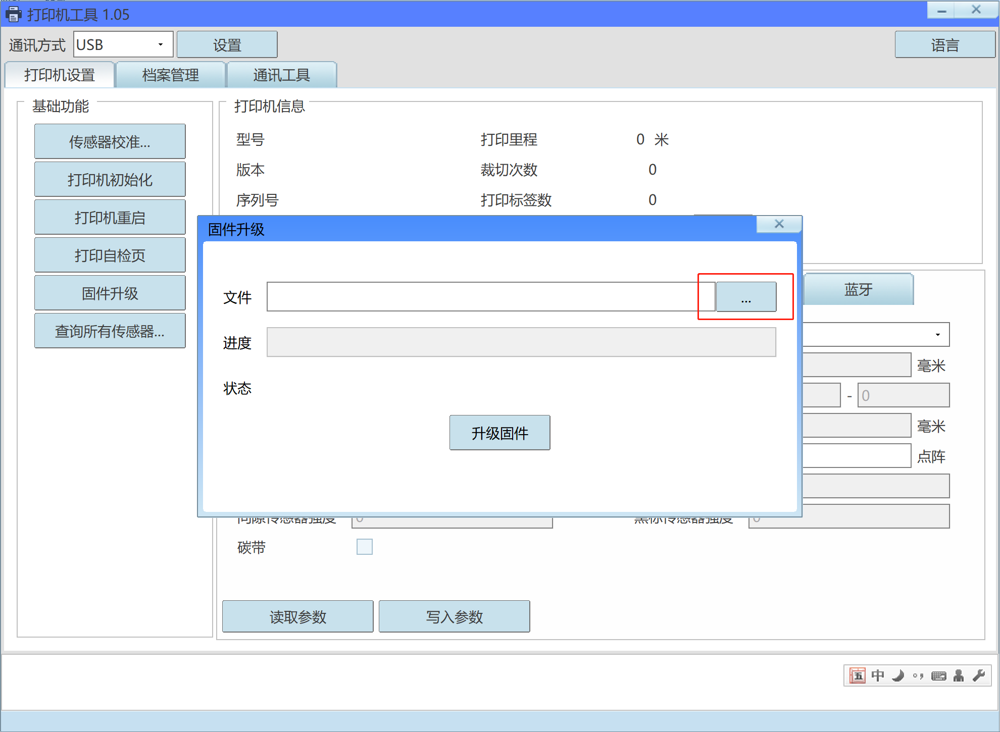 打印机工具 1.05
通讯方式 USB 设置 语言
打印机设置 档案管理 通讯工具
基础功能
传感器校准...
打印机初始化
打印机重启
打印自检页
固件升级
查询所有传感器...
打印机信息
型号 打印里程 0 米
版本 裁切次数 0
序列号 打印标签数 0
固件升级
文件 ...
进度
状态
升级固件
蓝牙
毫米
- 0
毫米
点阵
间隙传感器强度 0 黑标传感器强度 0
碳带
读取参数 写入参数
五 中